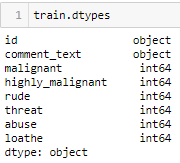 1 train.dtypes
id object
comment_text object
malignant int64
highly_malignant int64
rude int64
threat int64
abuse int64
loathe int64
dtype: object